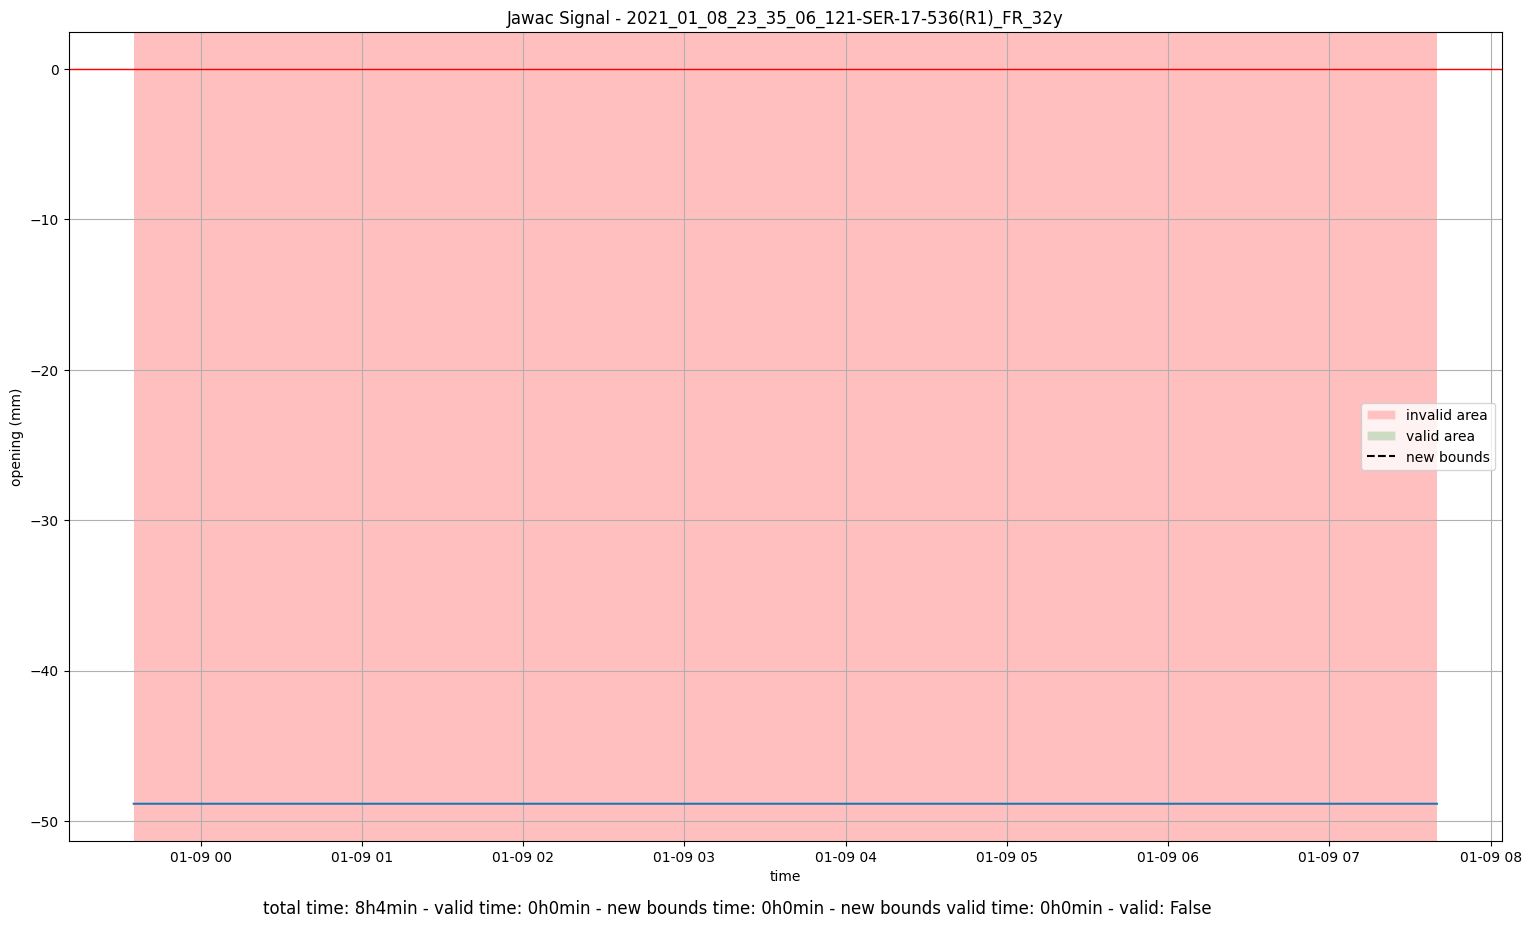 Jawac Signal - 2021_01_08_23_35_06_121-SER-17-536(R1)_FR_32y
0
−10
−20
−30
−40
−50
opening (mm)
invalid area
valid area
new bounds
01-09 00 01-09 01 01-09 02 01-09 03 01-09 04 01-09 05 01-09 06 01-09 07 01-09 08
time
total time: 8h4min - valid time: 0h0min - new bounds time: 0h0min - new bounds valid time: 0h0min - valid: False